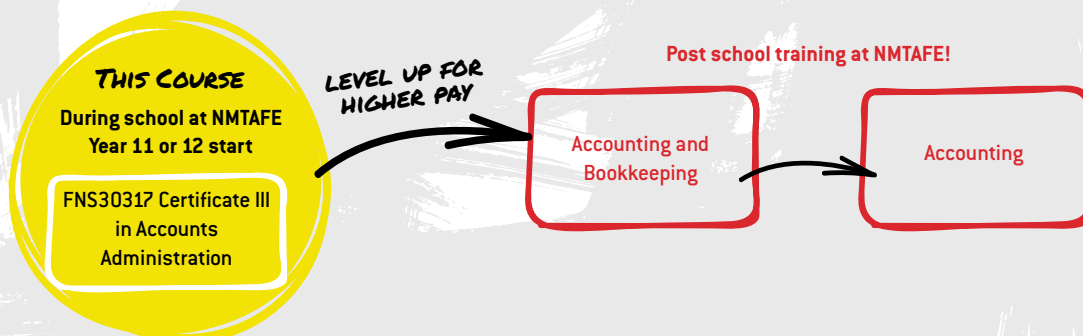 THIS COURSE
During school at NMTAFE
Year 11 or 12 start
FNS30317 Certificate III
in Accounts
Administration
LEVEL UP FOR
HIGHER PAY
Post school training at NMTAFE!
Accounting and
Bookkeeping
Accounting